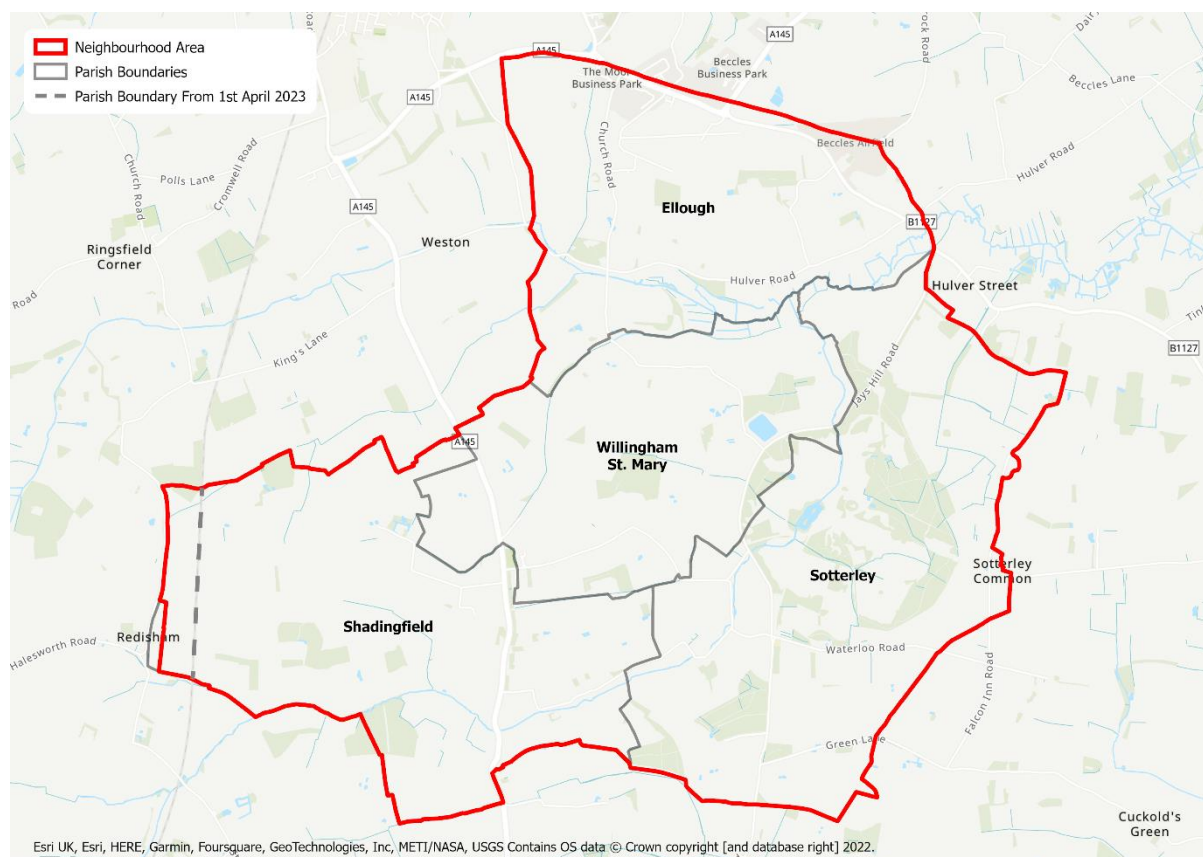 Neighbourhood Area
Parish Boundaries
Parish Boundary From 1st April 2023
A145
A145
A145
A145
A145
The Moor
Business Park
Beccles
Business Park
Dair
Beccles Lane
Road
Church Road
Polls Lane
Cromwell Road
Church Road
Beccles Airfield
Hulver Road
Ellough
B1127
Ringsfield
Corner
Weston
Road
Hulver Road
Hulver Street
King's Lane
B1127
Jays Hill Road
Willingham
St. Mary
Sotterley
Sotterley
Common
Shadingfield
Redisham
Halesworth Road
Waterloo Road
Falcon Inn Road
Green Lane
Cuckold's
Green
Esri UK, Esri, HERE, Garmin, Foursquare, GeoTechnologies, Inc, METI/NASA, USGS Contains OS data © Crown copyright [and database right] 2022.